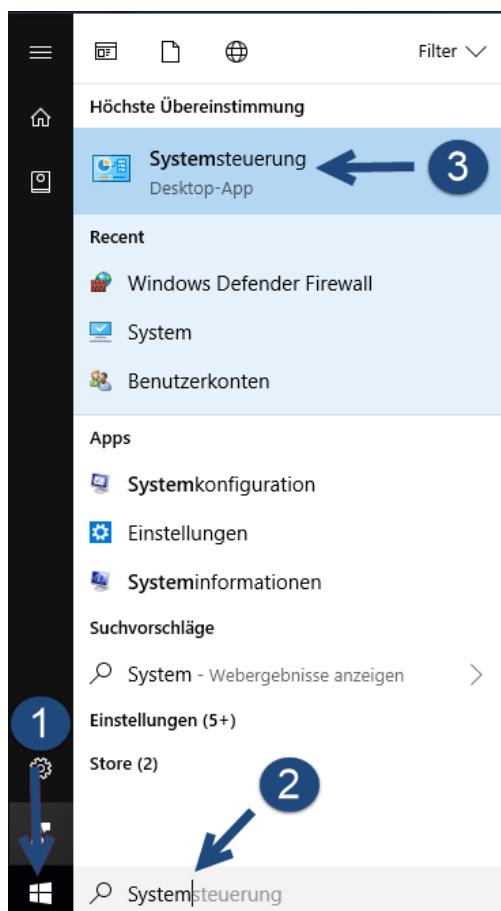 Filter
Höchste Übereinstimmung
Systemsteuerung
Desktop-App
3
Recent
Windows Defender Firewall
System
Benutzerkonten
Apps
Systemkonfiguration
Einstellungen
Systeminformationen
Suchvorschläge
System - Webergebnisse anzeigen
1
Einstellungen (5+)
Store (2)
2
Systemsteuerung